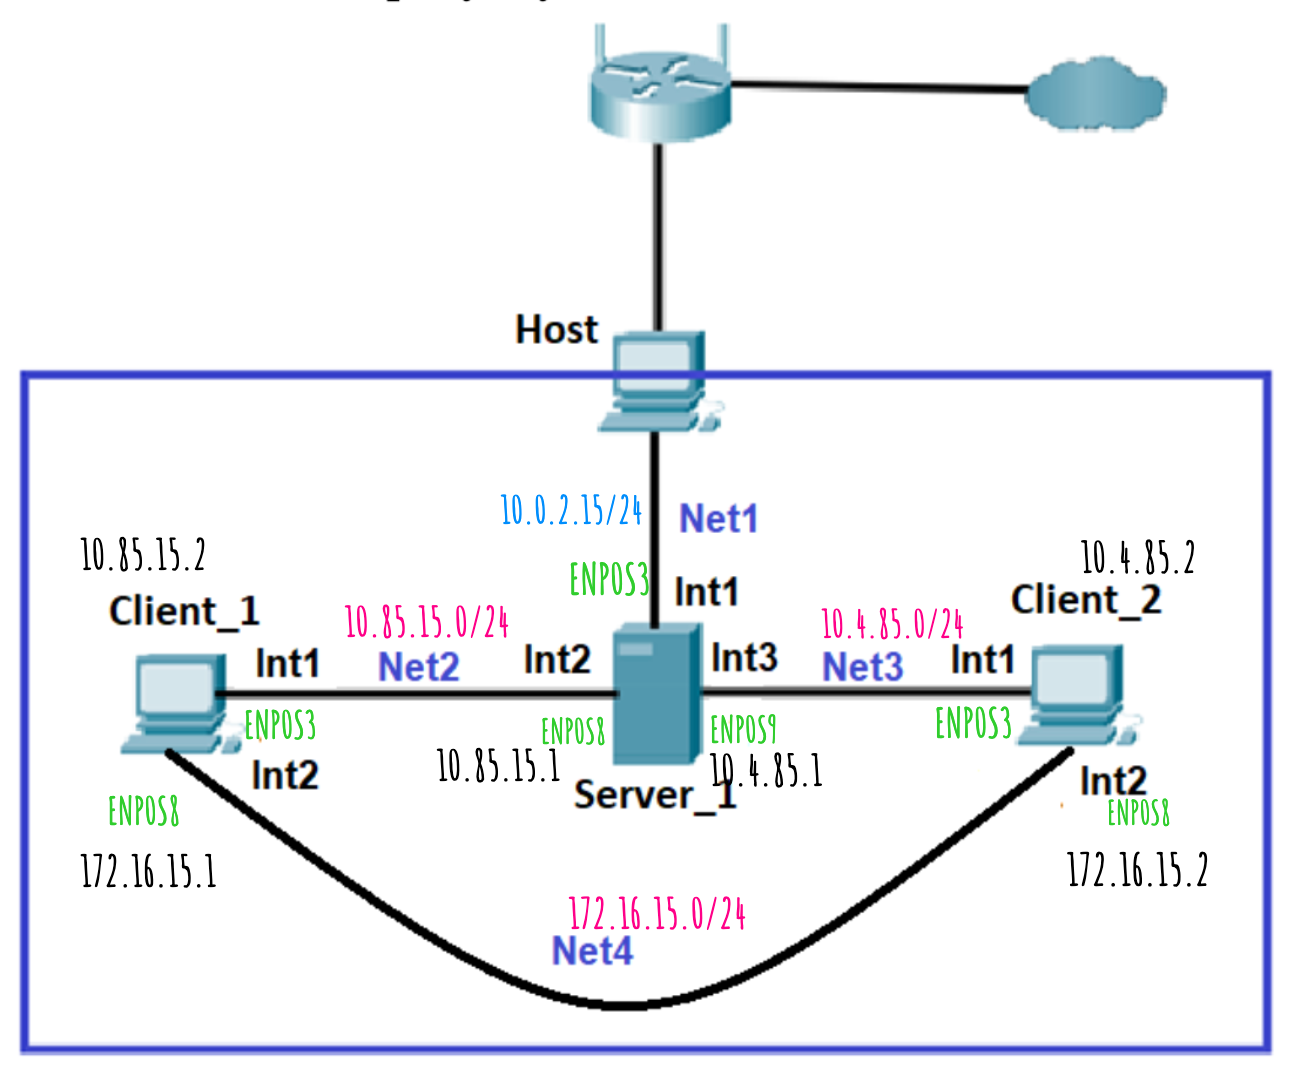 Host
10.0.2.15/24
Net1
10.85.15.2
10.4.85.2
ENP0S3
Int1
Client_1
Client_2
10.85.15.0/24
10.4.85.0/24
Int1
Net2
Int2
Int3
Net3
Int1
ENP0S3
ENP0S8
ENP0S9
ENP0S3
10.85.15.1
10.4.85.1
Int2
Server_1
Int2
ENP0S8
ENP0S8
172.16.15.1
172.16.15.2
172.16.15.0/24
Net4